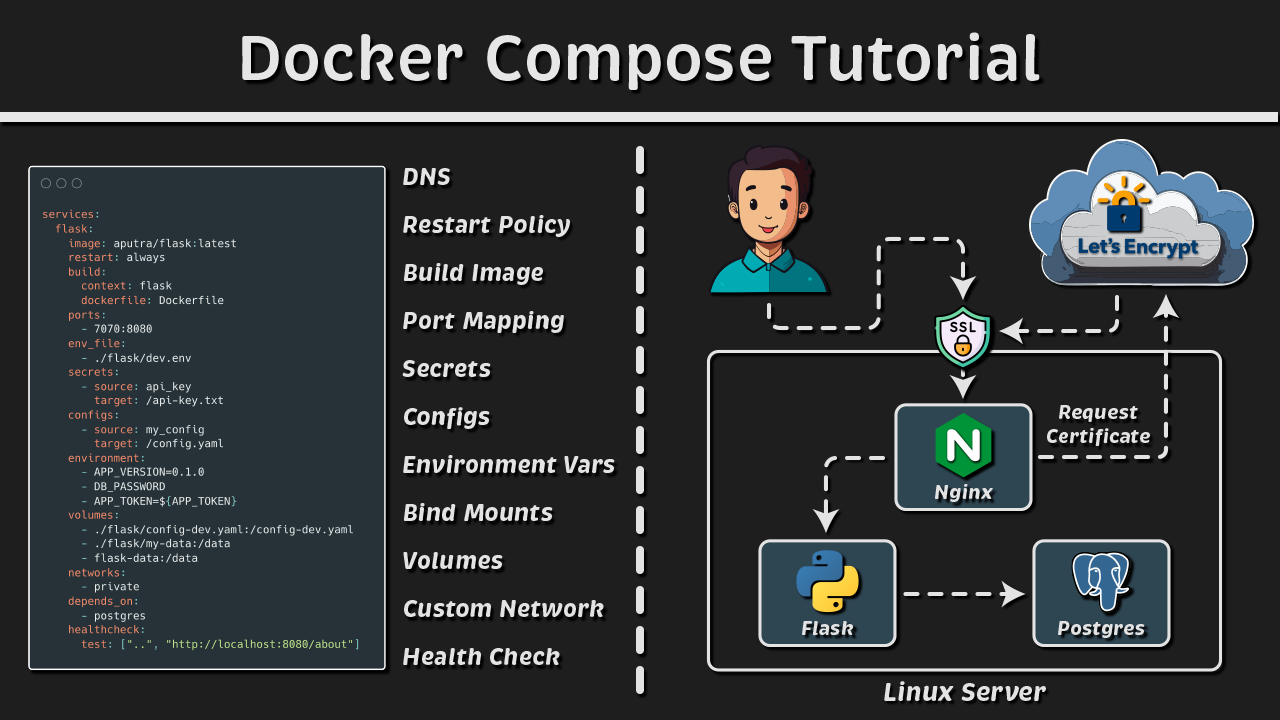 Docker Compose Tutorial
services:
  flask:
    image: aputra/flask:latest
    restart: always
    build:
      context: flask
      dockerfile: Dockerfile
    ports:
      - 7070:8080
    env_file:
      - ./flask/dev.env
    secrets:
      - source: api_key
        target: /api-key.txt
    configs:
      - source: my_config
        target: /config.yaml
    environment:
      - APP_VERSION=0.1.0
      - DB_PASSWORD
      - APP_TOKEN=${APP_TOKEN}
    volumes:
      - ./flask/config-dev.yaml:/config-dev.yaml
      - ./flask/my-data:/data
      - flask-data:/data
    networks:
      - private
    depends_on:
      - postgres
    healthcheck:
      test: ["..", "http://localhost:8080/about"]
DNS
Restart Policy
Build Image
Port Mapping
Secrets
Configs
Environment Vars
Bind Mounts
Volumes
Custom Network
Health Check
Let's Encrypt
SSL
Request
Certificate
N
Nginx
Flask
Postgres
Linux Server